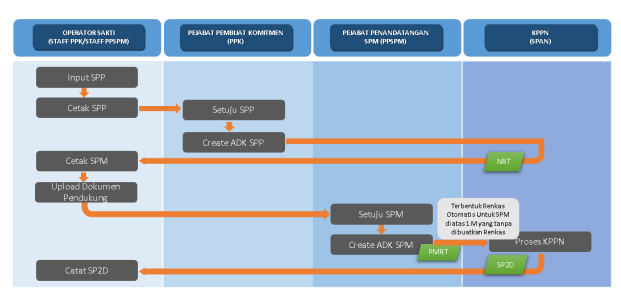 OPERATOR SAKTI
(STAFF PPK/STAFF PPSPM)
PEJABAT PEMBUAT KOMITMEN
(PPK)
PEJABAT PENANDATANGAN
SPM (PPSPM)
KPPN
(SPAN)
Input SPP
Cetak SPP
Setuju SPP
Create ADK SPP
NRT
Cetak SPM
Upload Dokumen
Pendukung
Setuju SPM
Create ADK SPM
PMRT
Terbentuk Renkas
Otomatis Untuk SPM
diatas 1 M yang tanpa
dibuatkan Renkas
Proses KPPN
SP2D
Catat SP2D